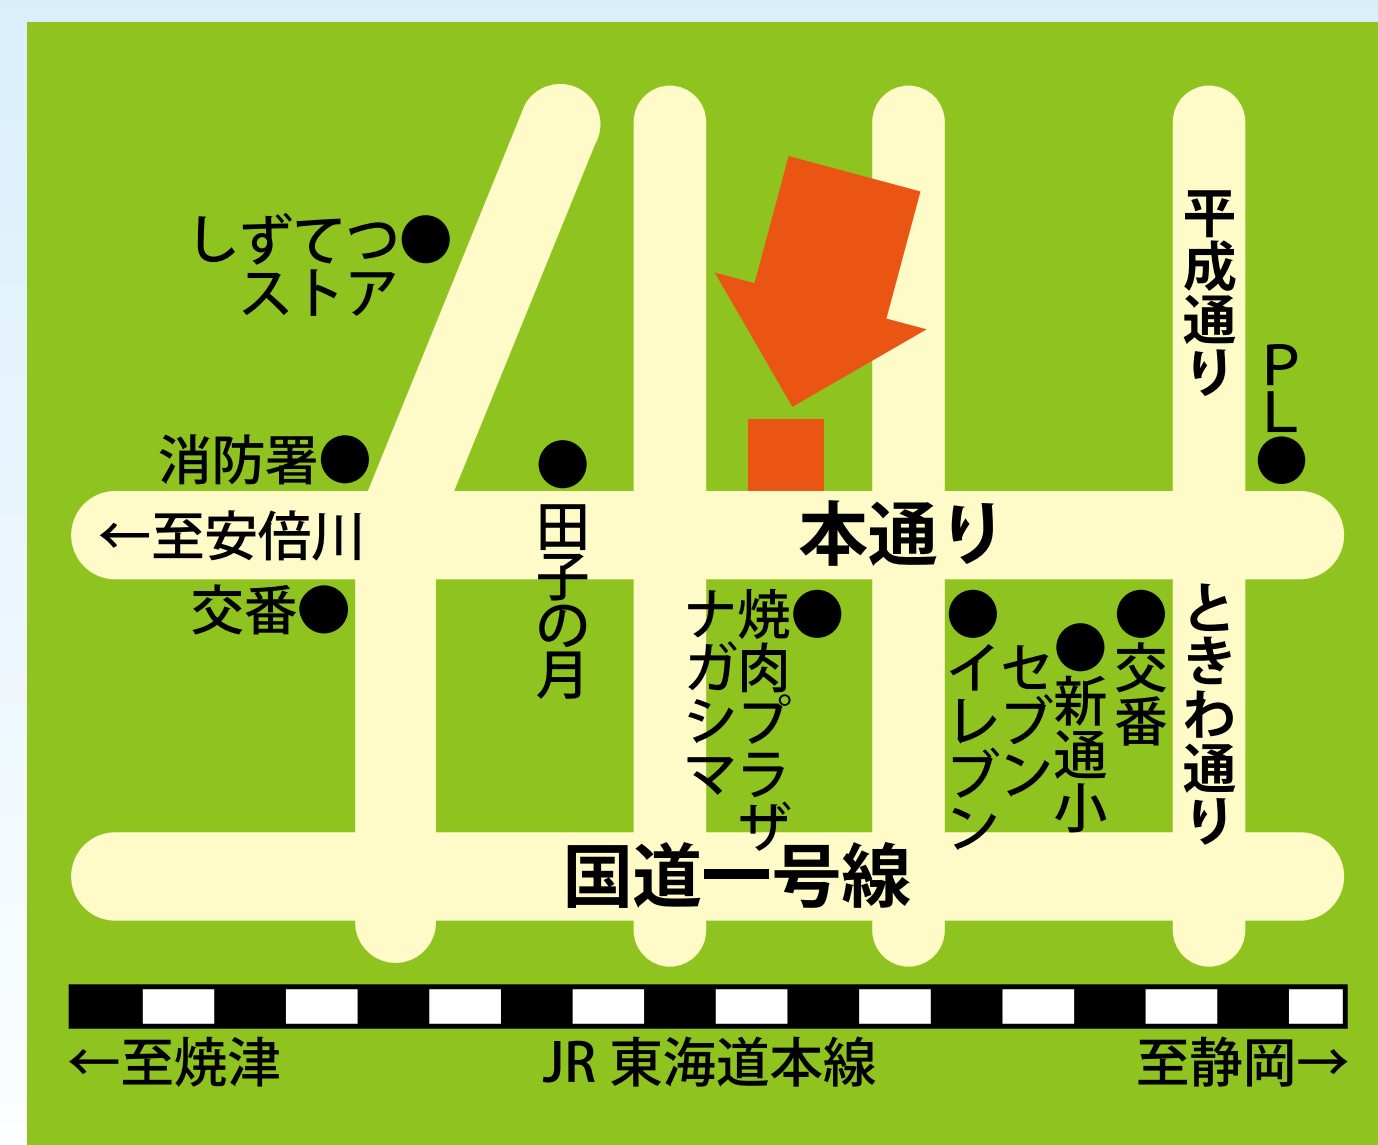 しずてつ
ストア
平成通り
PL
消防署
←至安倍川
田子の月
本通り
交番
焼肉プラザ
ナガシマ
セブン
イレブン
新通小
交番
ときわ通り
国道一号線
←至焼津
JR 東海道本線
至静岡→